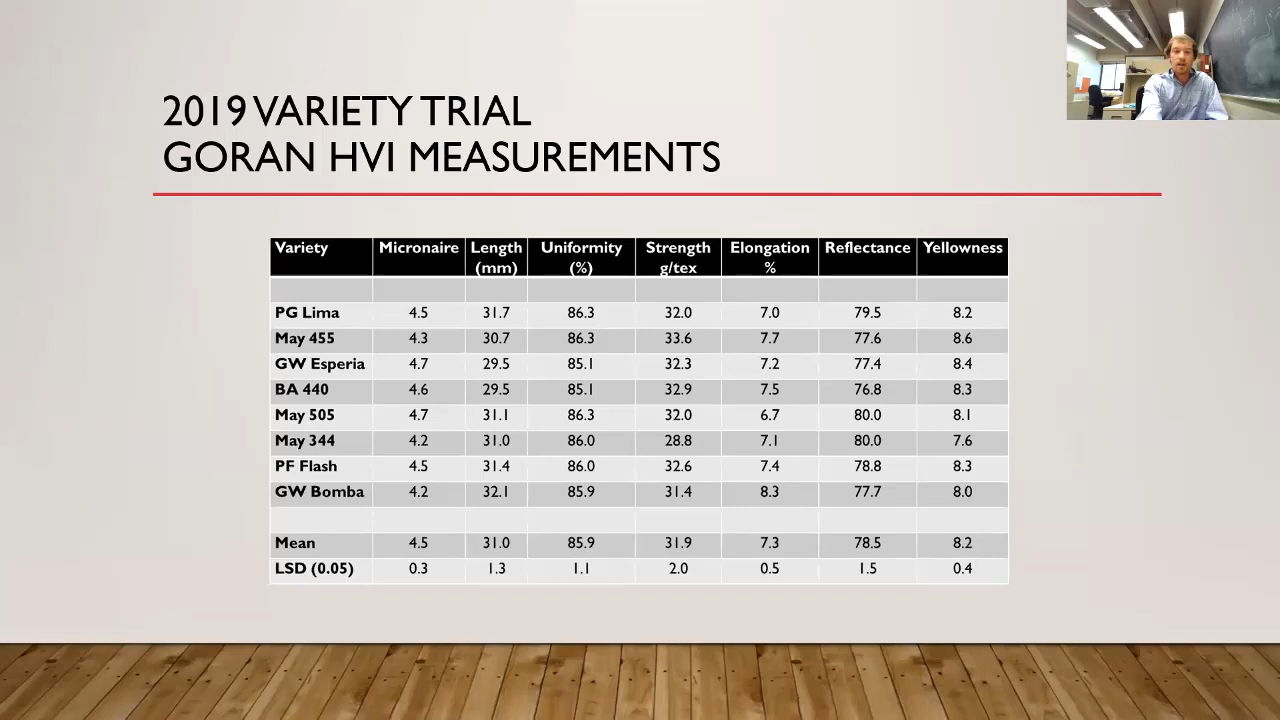 2019 VARIETY TRIAL
GORAN HVI MEASUREMENTS
Variety Micronaire Length (mm) Uniformity (%) Strength g/tex Elongation % Reflectance Yellowness
PG Lima 4.5 31.7 86.3 32.0 7.0 79.5 8.2
May 455 4.3 30.7 86.3 33.6 7.7 77.6 8.6
GW Esperia 4.7 29.5 85.1 32.3 7.2 77.4 8.4
BA 440 4.6 29.5 85.1 32.9 7.5 76.8 8.3
May 505 4.7 31.1 86.3 32.0 6.7 80.0 8.1
May 344 4.2 31.0 86.0 28.8 7.1 80.0 7.6
PF Flash 4.5 31.4 86.0 32.6 7.4 78.8 8.3
GW Bomba 4.2 32.1 85.9 31.4 8.3 77.7 8.0
Mean 4.5 31.0 85.9 31.9 7.3 78.5 8.2
LSD (0.05) 0.3 1.3 1.1 2.0 0.5 1.5 0.4